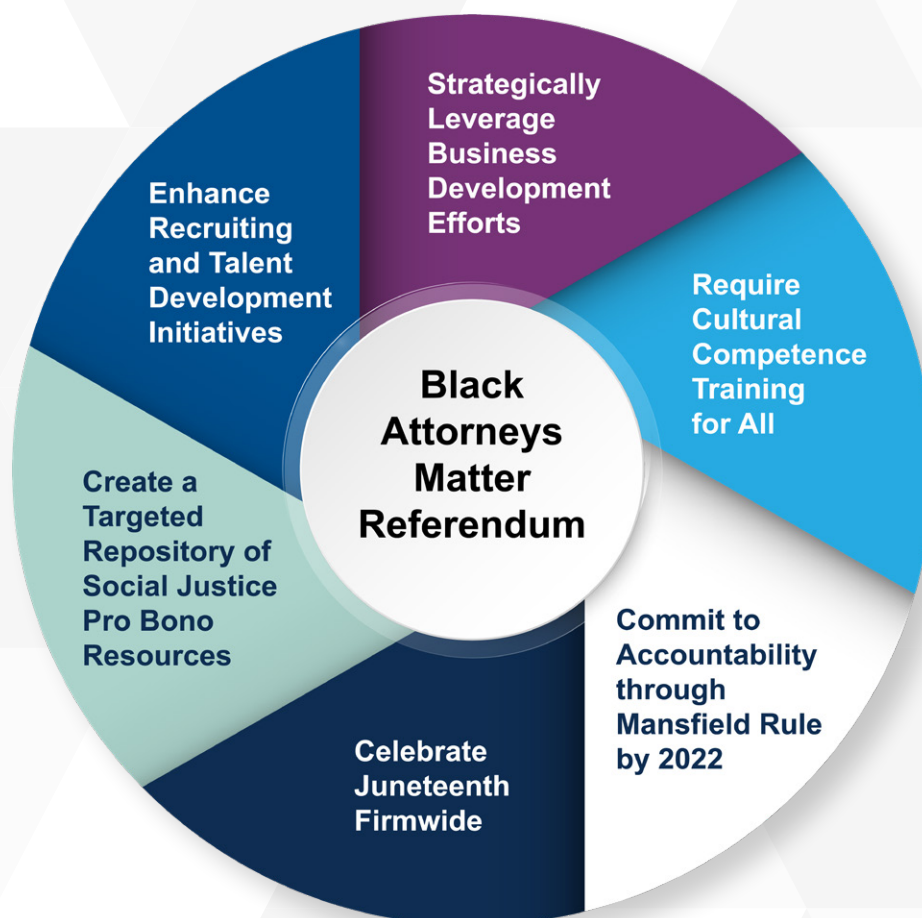 Black
Attorneys
Matter
Referendum
Strategically
Leverage
Business
Development
Efforts
Require
Cultural
Competence
Training
for All
Commit to
Accountability
through
Mansfield Rule
by 2022
Celebrate
Juneteenth
Firmwide
Create a
Targeted
Repository of
Social Justice
Pro Bono
Resources
Enhance
Recruiting
and Talent
Development
Initiatives